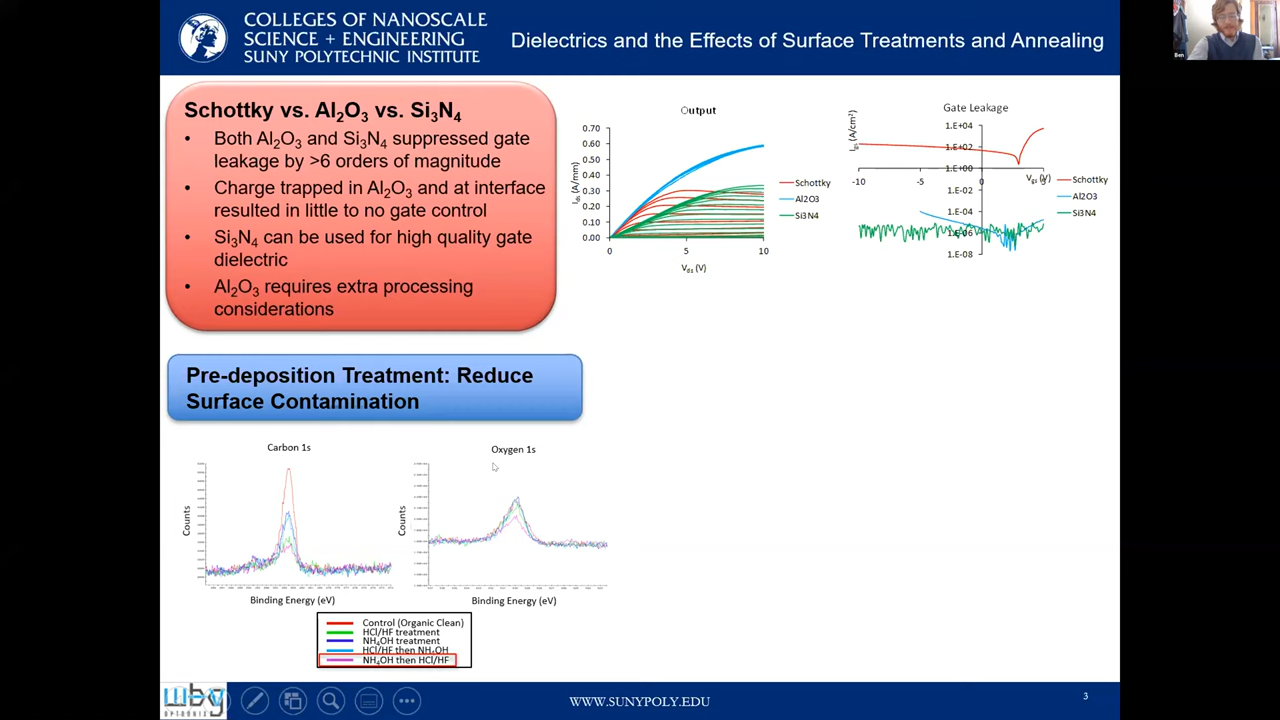 COLLEGES OF NANOSCALE
SCIENCE + ENGINEERING
SUNY POLYTECHNIC INSTITUTE
Dielectrics and the Effects of Surface Treatments and Annealing
Ben
Schottky vs. Al2O3 vs. Si3N4
• Both Al2O3 and Si3N4 suppressed gate
leakage by >6 orders of magnitude
• Charge trapped in Al2O3 and at interface
resulted in little to no gate control
• Si3N4 can be used for high quality gate
dielectric
• Al2O3 requires extra processing
considerations
Output
0.70
0.60
0.50
0.40
0.30
0.20
0.10
0.00
Ids (A/mm)
0 5 10
Vds (V)
Schottky
Al2O3
Si3N4
Gate Leakage
Igs (A/cm2)
1.E+04
1.E+02
1.E+00
1.E-02
1.E-04
1.E-06
1.E-08
-10 -5 0 5
Vgs (V)
Schottky
Al2O3
Si3N4
Pre-deposition Treatment: Reduce
Surface Contamination
Carbon 1s
Counts
Binding Energy (eV)
Oxygen 1s
Counts
Binding Energy (eV)
Control (Organic Clean)
HCl/HF treatment
NH4OH treatment
HCl/HF then NH4OH
NH4OH then HCl/HF
wbg
WWW.SUNYPOLY.EDU
3